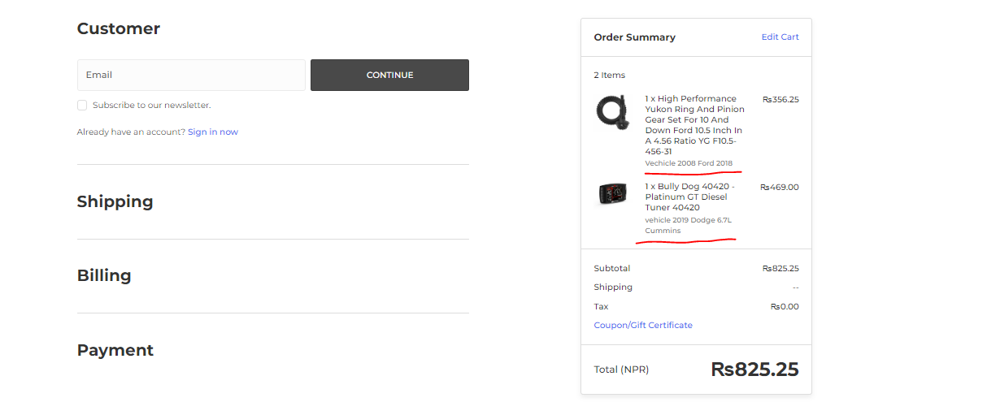 Customer
Email
CONTINUE
Subscribe to our newsletter.
Already have an account? Sign in now
Shipping
Billing
Payment
Order Summary
Edit Cart
2 Items
1 x High Performance
₨356.25
Yukon Ring And Pinion
Gear Set For 10 And
Down Ford 10.5 Inch In
A 4.56 Ratio YG F10.5-
456-31
Vechicle 2008 Ford 2018
1 x Bully Dog 40420 -
₨469.00
Platinum GT Diesel
Tuner 40420
vehicle 2019 Dodge 6.7L
Cummins
Subtotal
₨825.25
Shipping
--
Tax
₨0.00
Coupon/Gift Certificate
Total (NPR)
₨825.25